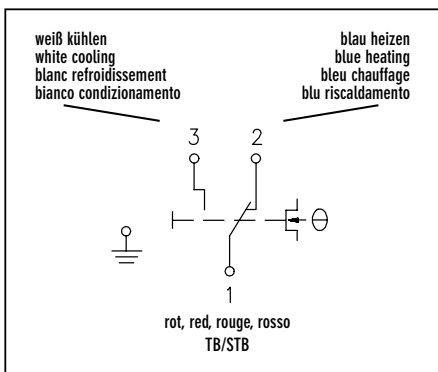 weiß kühlen
white cooling
blanc refroidissement
bianco condizionamento
blau heizen
blue heating
bleu chauffage
blu riscaldamento
3 2
1
rot, red, rouge, rosso
TB/STB